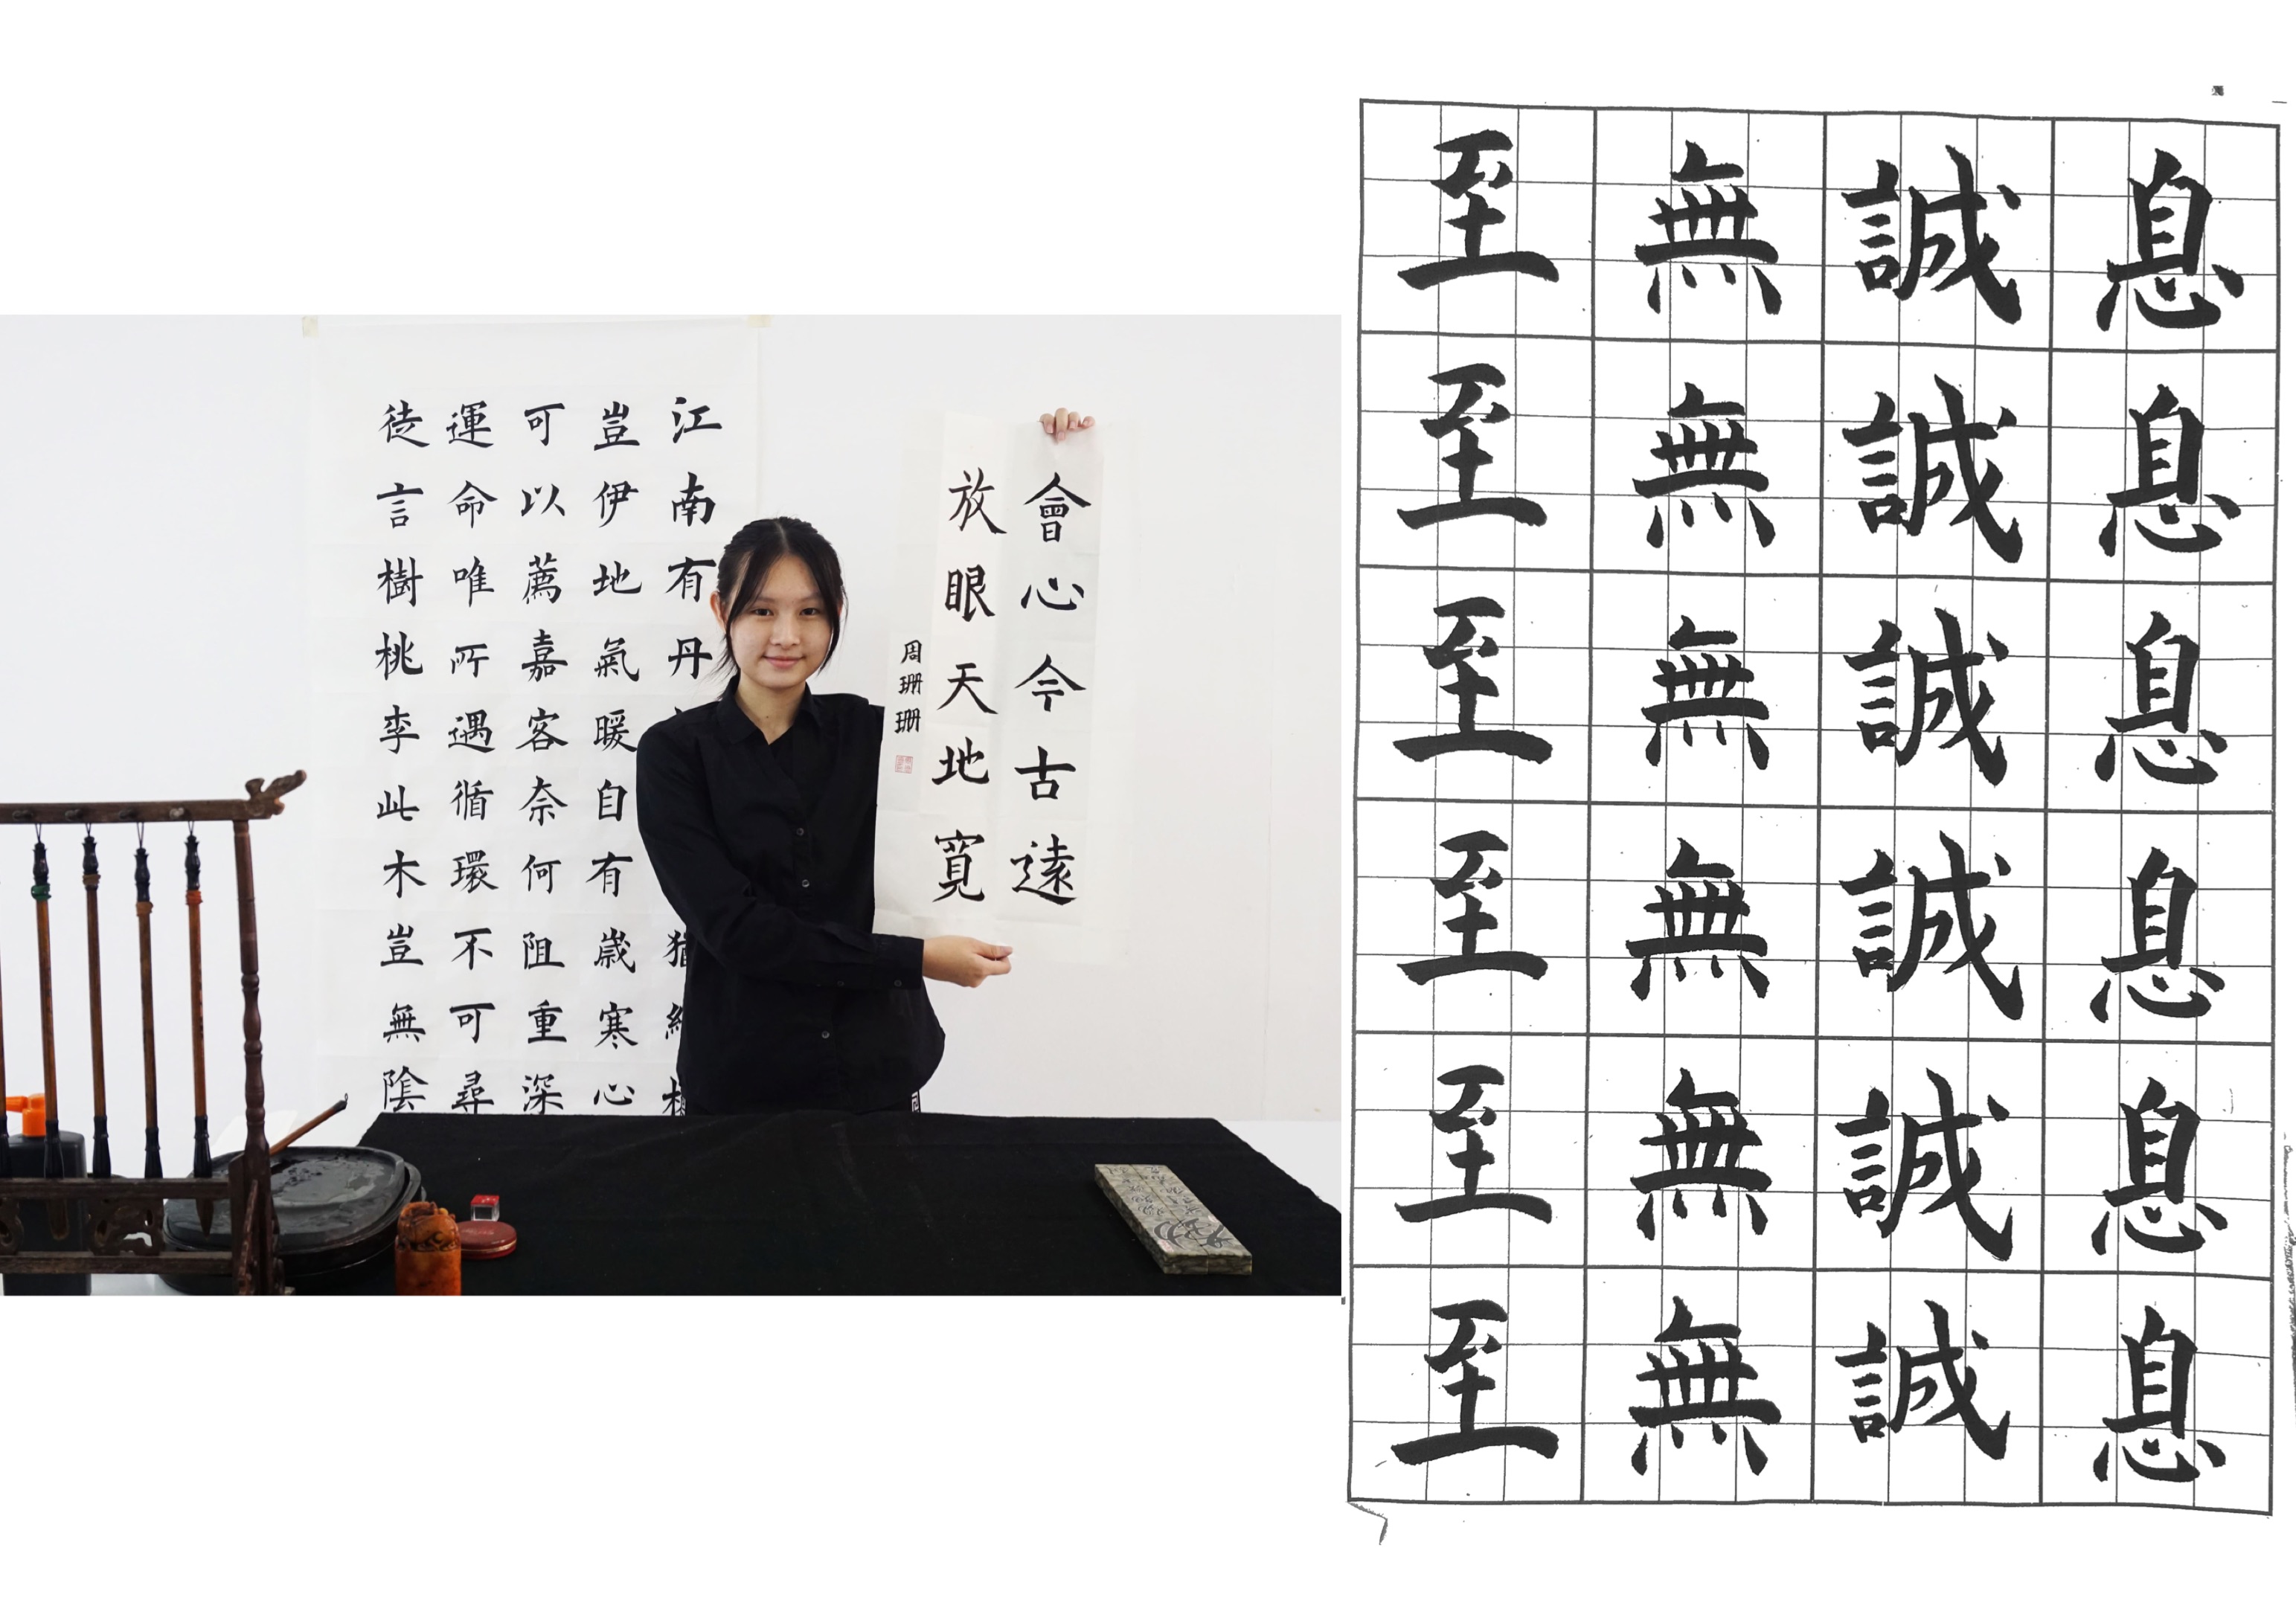 江南有丹
豈伊地氣暖自有歲寒心
可以薦嘉客奈何阻重深
運命唯所遇循環不可尋
徒言樹桃李此木豈無陰
會心今古遠
放眼天地寬
周珊珊
至無誠息
至無誠息
至無誠息
至無誠息
至無誠息
至無誠息